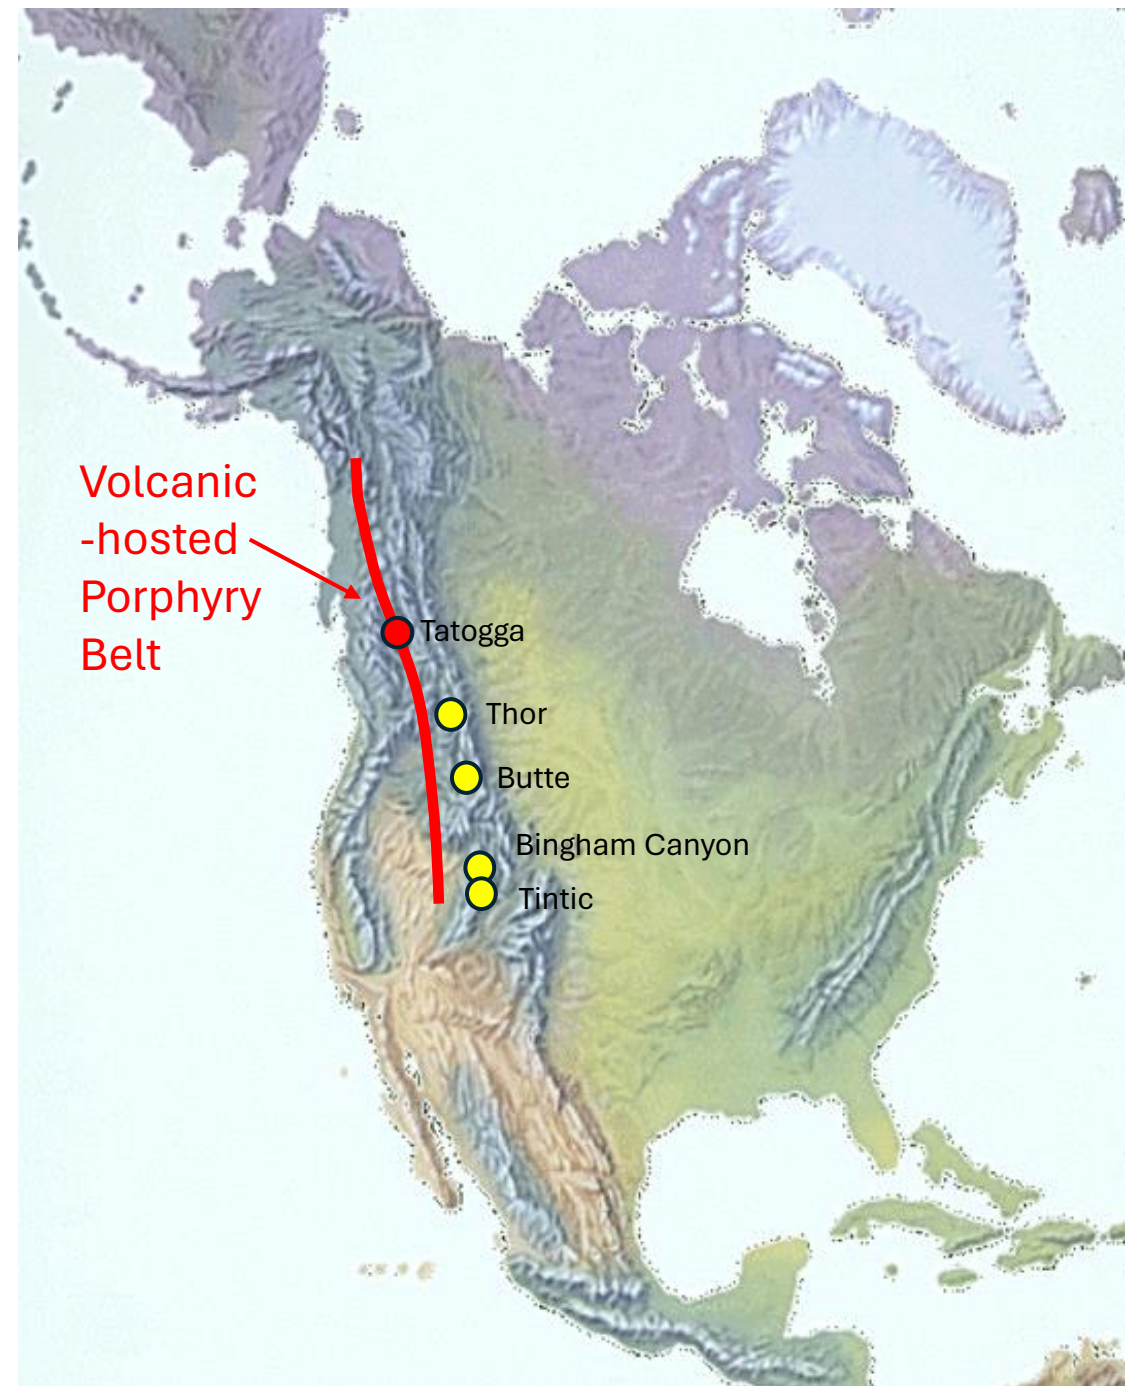 Volcanic
-hosted
Porphyry
Belt
Tatogga
Thor
Butte
Bingham Canyon
Tintic